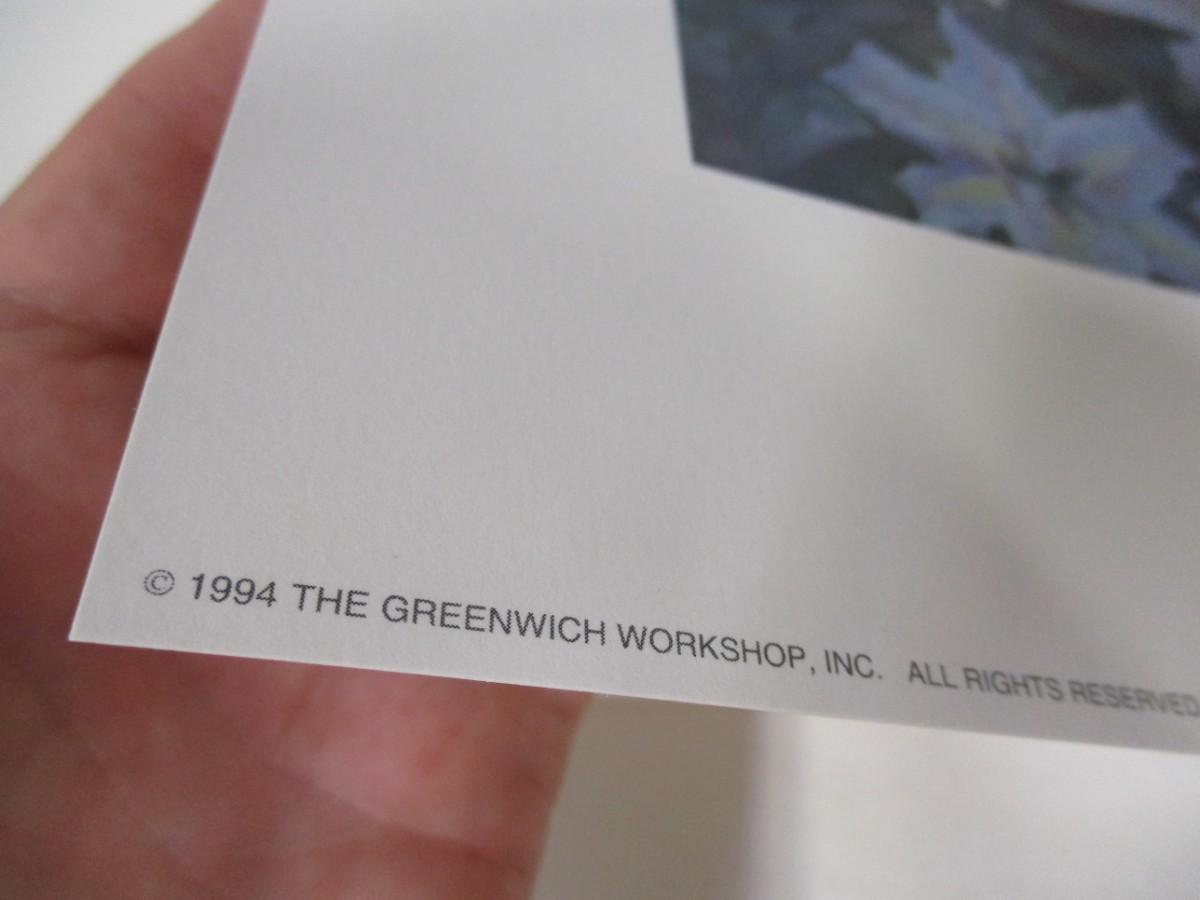 © 1994 THE GREENWICH WORKSHOP, INC. ALL RIGHTS RESERVED